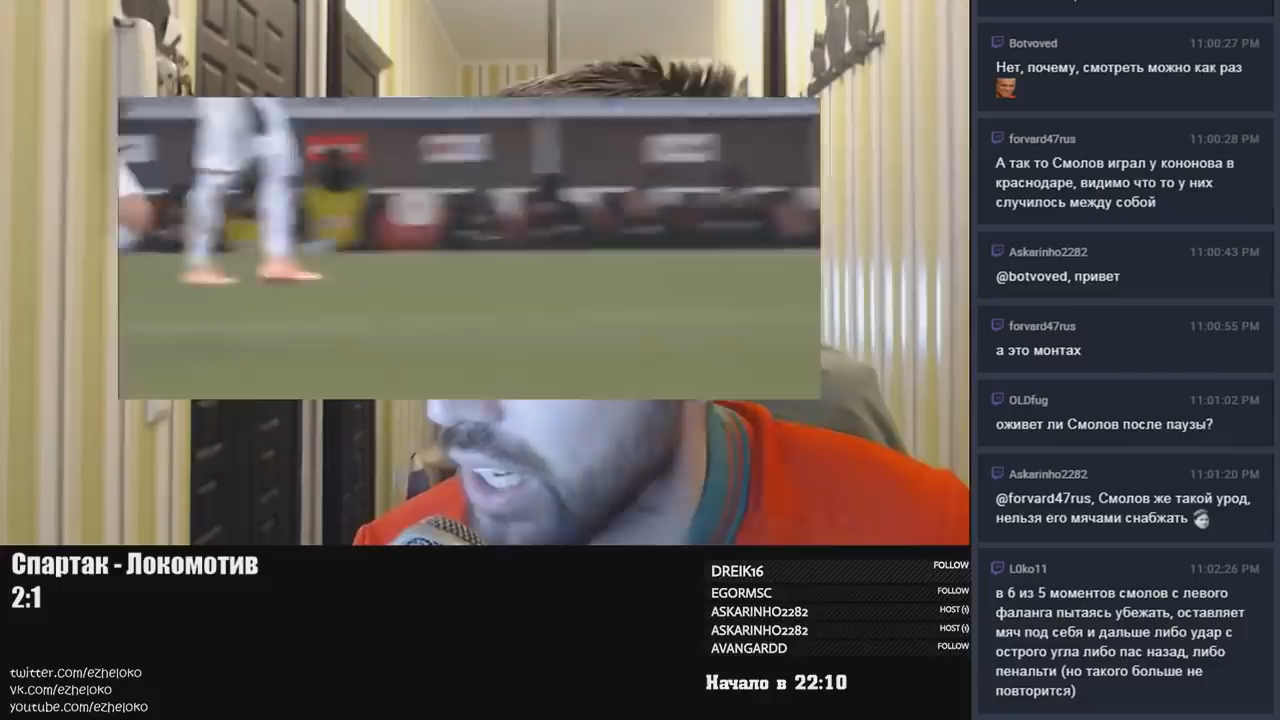 Спартак - Локомотив
2:1
twitter.com/ezheloko
vk.com/ezheloko
youtube.com/ezheloko
DREIK16 FOLLOW
EGORMSC FOLLOW
ASKARINHO2282 HOST (1)
ASKARINHO2282 HOST (1)
AVANGARDD FOLLOW
Начало в 22:10
Botvoved 11:00:27 PM
Нет, почему, смотреть можно как раз
forvard47rus 11:00:28 PM
А так то Смолов играл у кононова в
краснодаре, видимо что то у них
случилось между собой
Askarinho2282 11:00:43 PM
@botvoved, привет
forvard47rus 11:00:55 PM
а это монтах
OLDfug 11:01:02 PM
оживет ли Смолов после паузы?
Askarinho2282 11:01:20 PM
@forvard47rus, Смолов же такой урод,
нельзя его мячами снабжать
L0ko11 11:02:26 PM
в 6 из 5 моментов смолов с левого
фаланга пытаясь убежать, оставляет
мяч под себя и дальше либо удар с
острого угла либо пас назад, либо
пенальти (но такого больше не
повторится)